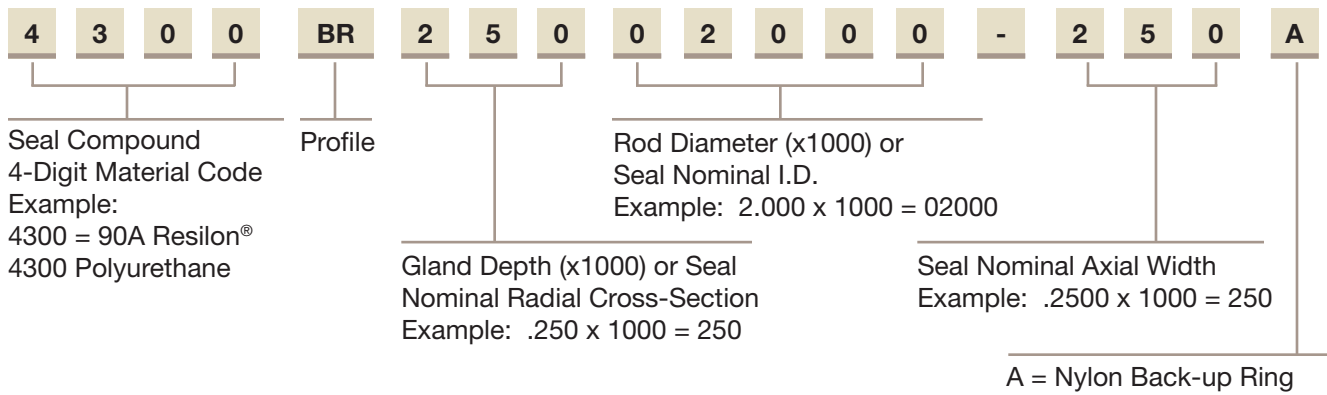 4 3 0 0 BR 2 5 0 0 2 0 0 0 - 2 5 0 A
Seal Compound
4-Digit Material Code
Example:
4300 = 90A Resilon®
4300 Polyurethane
Profile
Gland Depth (x1000) or Seal
Nominal Radial Cross-Section
Example: .250 x 1000 = 250
Rod Diameter (x1000) or
Seal Nominal I.D.
Example: 2.000 x 1000 = 02000
Seal Nominal Axial Width
Example: .2500 x 1000 = 250
A = Nylon Back-up Ring